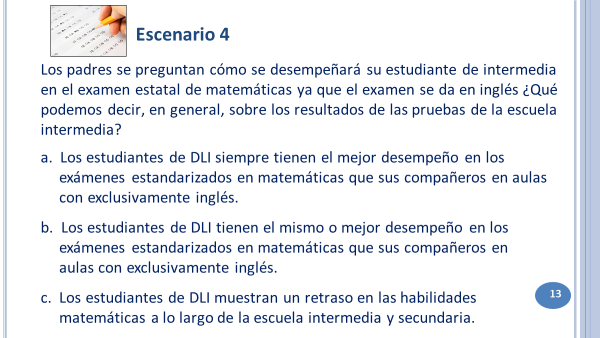 Escenario 4
Los padres se preguntan cómo se desempeñará su estudiante de intermedia
en el examen estatal de matemáticas ya que el examen se da en inglés ¿Qué
podemos decir, en general, sobre los resultados de las pruebas de la escuela
intermedia?
a. Los estudiantes de DLI siempre tienen el mejor desempeño en los
exámenes estandarizados en matemáticas que sus compañeros en aulas
con exclusivamente inglés.
b. Los estudiantes de DLI tienen el mismo o mejor desempeño en los
exámenes estandarizados en matemáticas que sus compañeros en
aulas con exclusivamente inglés.
13
c. Los estudiantes de DLI muestran un retraso en las habilidades
matemáticas a lo largo de la escuela intermedia y secundaria.